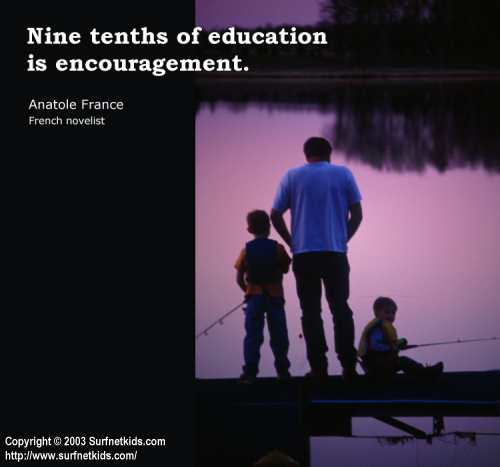 Nine tenths of education
is encouragement.
Anatole France
French novelist
Copyright © 2003 Surfnetkids.com
http://www.surfnetkids.com/